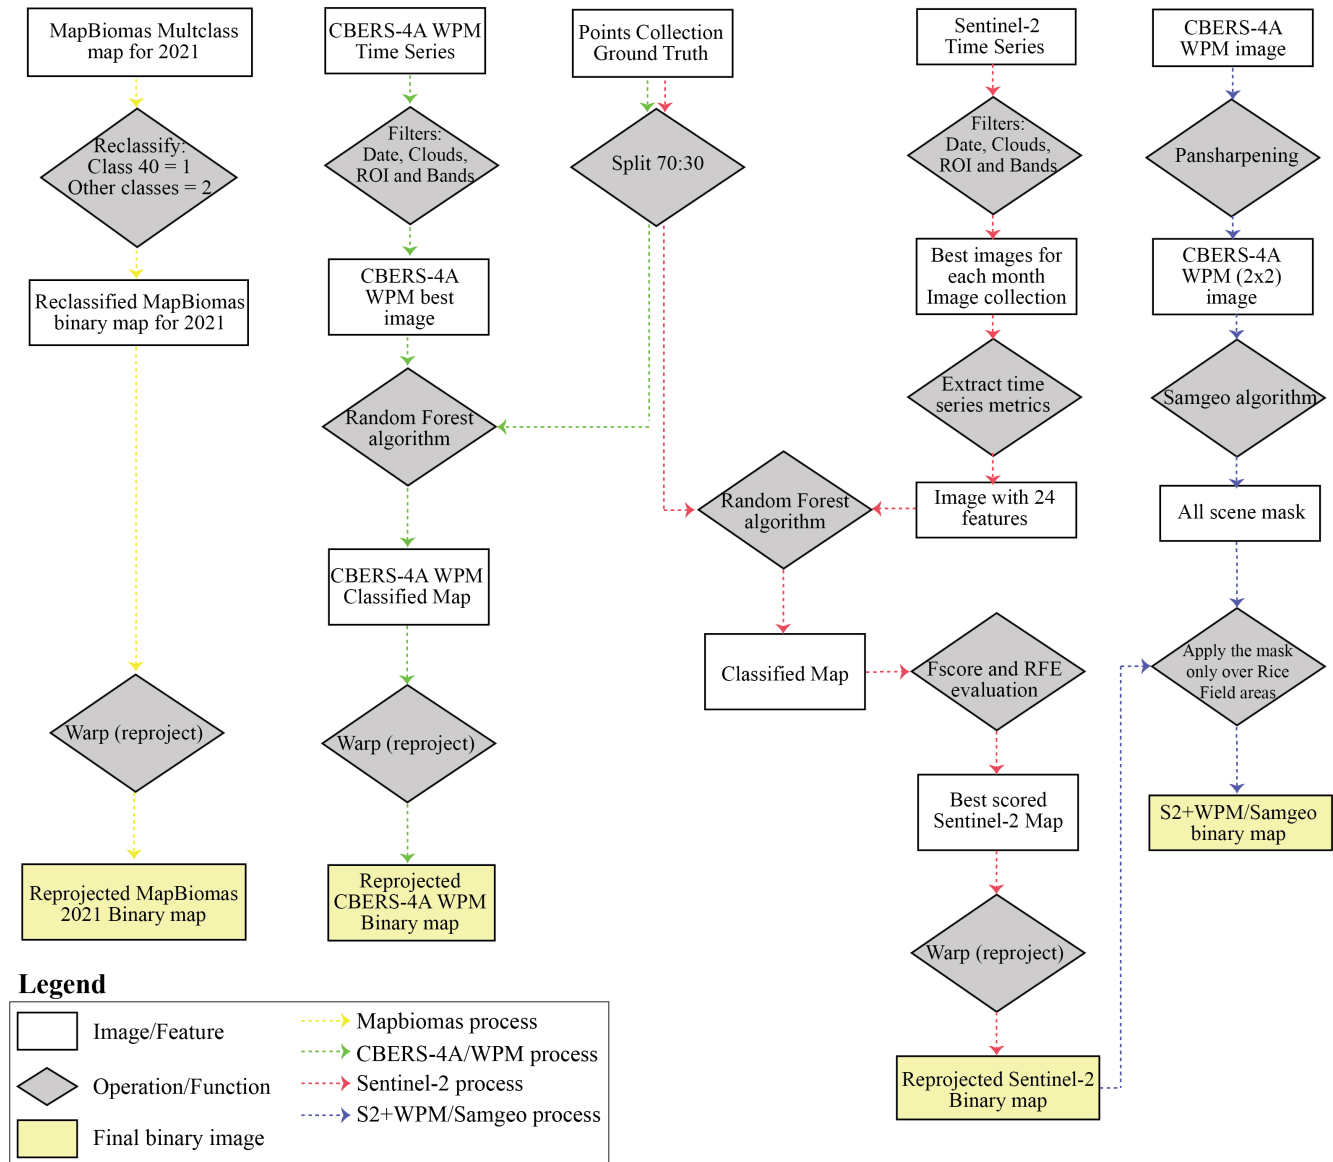 MapBiomas Multclass
map for 2021
Reclassify:
Class 40 = 1
Other classes = 2
Reclassified MapBiomas
binary map for 2021
Warp (reproject)
Reprojected MapBiomas
2021 Binary map
CBERS-4A WPM
Time Series
Filters:
Date, Clouds,
ROI and Bands
CBERS-4A
WPM best
image
Random Forest
algorithm
CBERS-4A WPM
Classified Map
Warp (reproject)
Reprojected
CBERS-4A WPM
Binary map
Points Collection
Ground Truth
Split 70:30
Sentinel-2
Time Series
Filters:
Date, Clouds,
ROI and Bands
Best images for
each month
Image collection
Extract time
series metrics
Image with 24
features
Random Forest
algorithm
Classified Map
Fscore and RFE
evaluation
Best scored
Sentinel-2 Map
Warp (reproject)
Reprojected Sentinel-2
Binary map
CBERS-4A
WPM image
Pansharpening
CBERS-4A
WPM (2x2)
image
Samgeo algorithm
All scene mask
Apply the mask
only over Rice
Field areas
S2+WPM/Samgeo
binary map
Legend
Image/Feature
Operation/Function
Final binary image
Mapbiomas process
CBERS-4A/WPM process
Sentinel-2 process
S2+WPM/Samgeo process